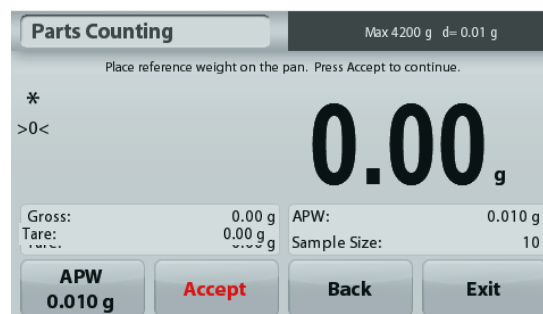 Parts Counting
Max 4200 g d= 0.01 g
Place reference weight on the pan. Press Accept to continue.
*
>0<
0.00 g
Gross: 0.00 g
Tare: 0.00 g
APW: 0.010 g
Sample Size: 10
APW
0.010 g
Accept
Back
Exit